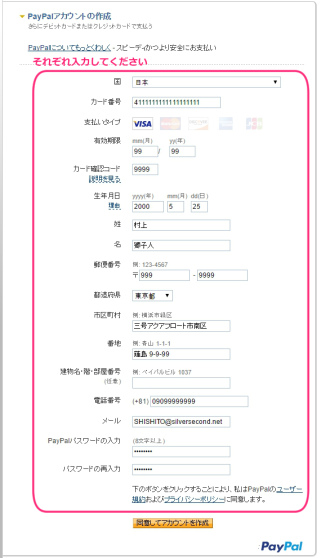 PayPalアカウントの作成
さらにデビットカードまたはクレジットカードで支払う
PayPalについてもっとくわしく - スピーディかつより安全にお支払い
それぞれ入力してください
国 日本
カード番号 4111111111111111111
支払いタイプ VISA
有効期限 mm(月) yy(年)
99 / 99
カード確認コード 9999
説明を見る
生年月日 yyyy(年) mm(月) dd(日)
理由 2000 5 25
姓 村上
名 獅子人
郵便番号 例: 123-4567
〒 999 - 9999
都道府県 東京都
市区町村 例: 横浜市緑区
三号アクアフロート市南区
番地 例: 青山 1-1-1
篠島 9-9-99
建物名・階・部屋番号 例: ペイパルビル 1037
(任意)
電話番号 (+81) 09099999999
メール SHISHITO@silversecond.net
PayPalパスワードの入力 (8文字以上)
••••••••
パスワードの再入力 ••••••••
下のボタンをクリックすることにより、私はPayPalのユーザー
規約およびプライバシーポリシーに同意します。
同意してアカウントを作成
PayPal